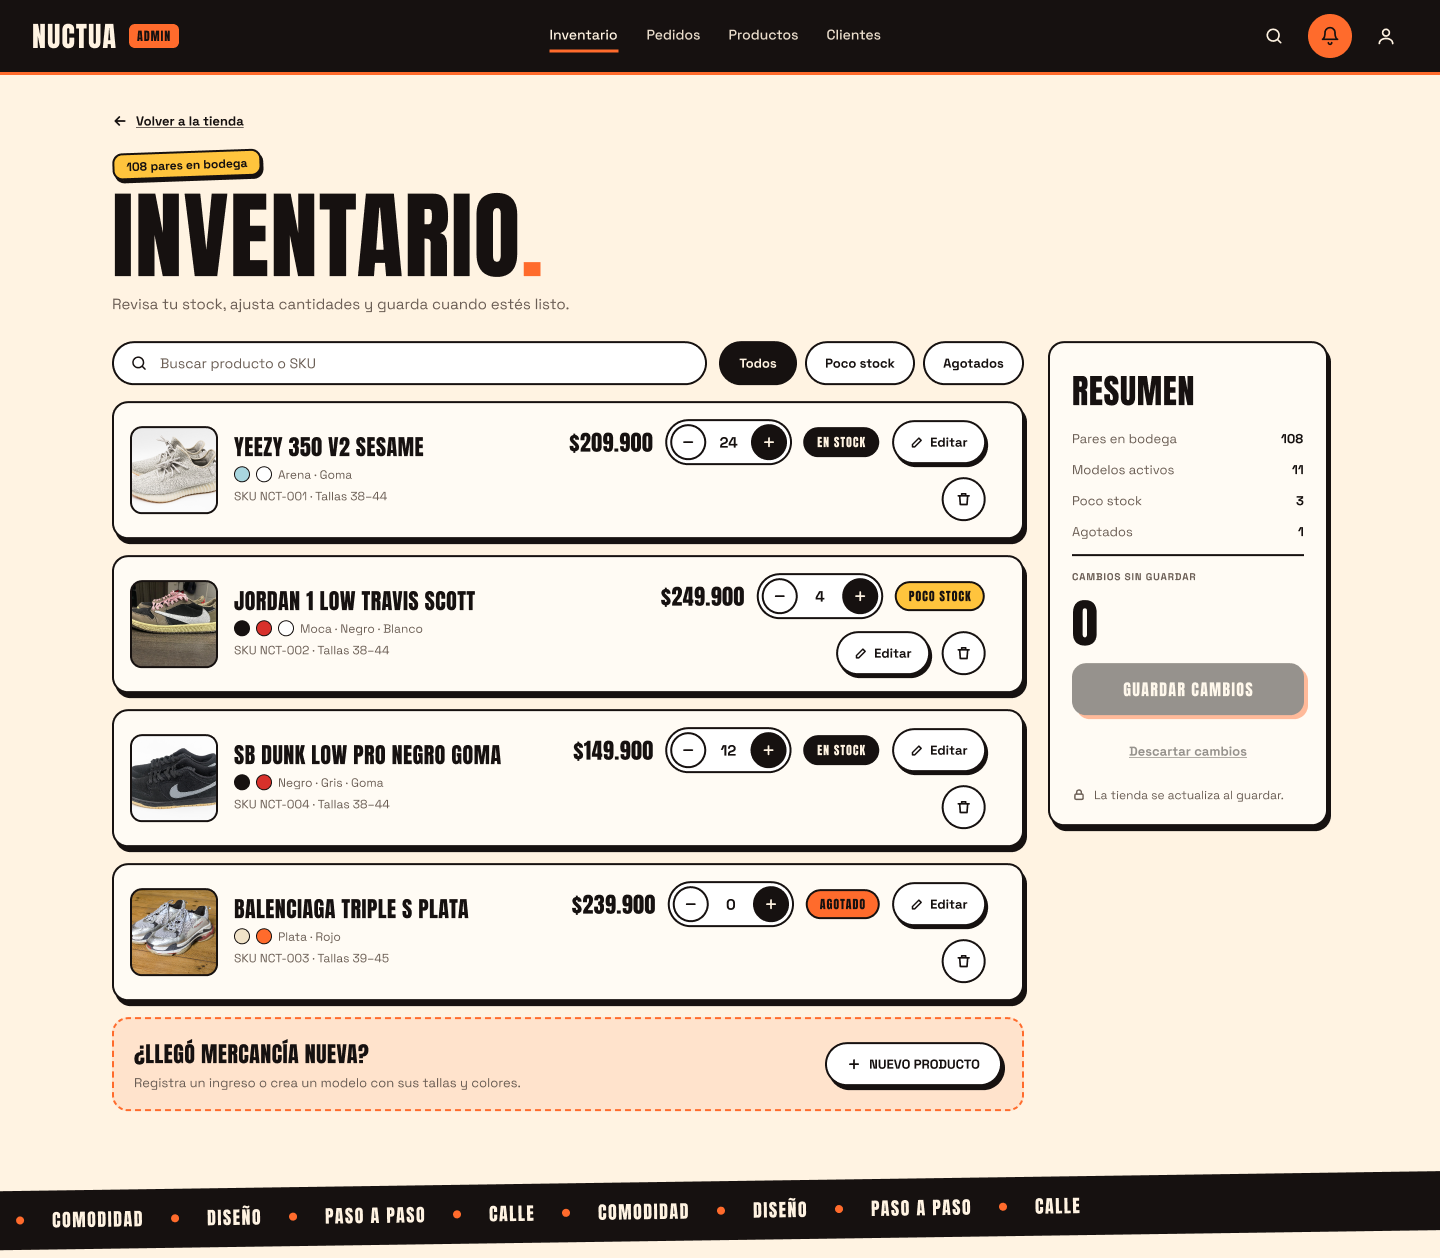 NUCTUA ADMIN Inventario Pedidos Productos Clientes
Volver a la tienda
108 pares en bodega
INVENTARIO.
Revisa tu stock, ajusta cantidades y guarda cuando estés listo.
Buscar producto o SKU Todos Poco stock Agotados
YEEZY 350 V2 SESAME
Arena · Goma
SKU NCT-001 · Tallas 38–44
$209.900 − 24 + EN STOCK Editar
JORDAN 1 LOW TRAVIS SCOTT
Moca · Negro · Blanco
SKU NCT-002 · Tallas 38–44
$249.900 − 4 + POCO STOCK
Editar
SB DUNK LOW PRO NEGRO GOMA
Negro · Gris · Goma
SKU NCT-004 · Tallas 38–44
$149.900 − 12 + EN STOCK Editar
BALENCIAGA TRIPLE S PLATA
Plata · Rojo
SKU NCT-003 · Tallas 39–45
$239.900 − 0 + AGOTADO Editar
¿LLEGÓ MERCANCÍA NUEVA?
Registra un ingreso o crea un modelo con sus tallas y colores.
+ NUEVO PRODUCTO
RESUMEN
Pares en bodega 108
Modelos activos 11
Poco stock 3
Agotados 1
CAMBIOS SIN GUARDAR
0
GUARDAR CAMBIOS
Descartar cambios
La tienda se actualiza al guardar.
COMODIDAD DISEÑO PASO A PASO CALLE COMODIDAD DISEÑO PASO A PASO CALLE